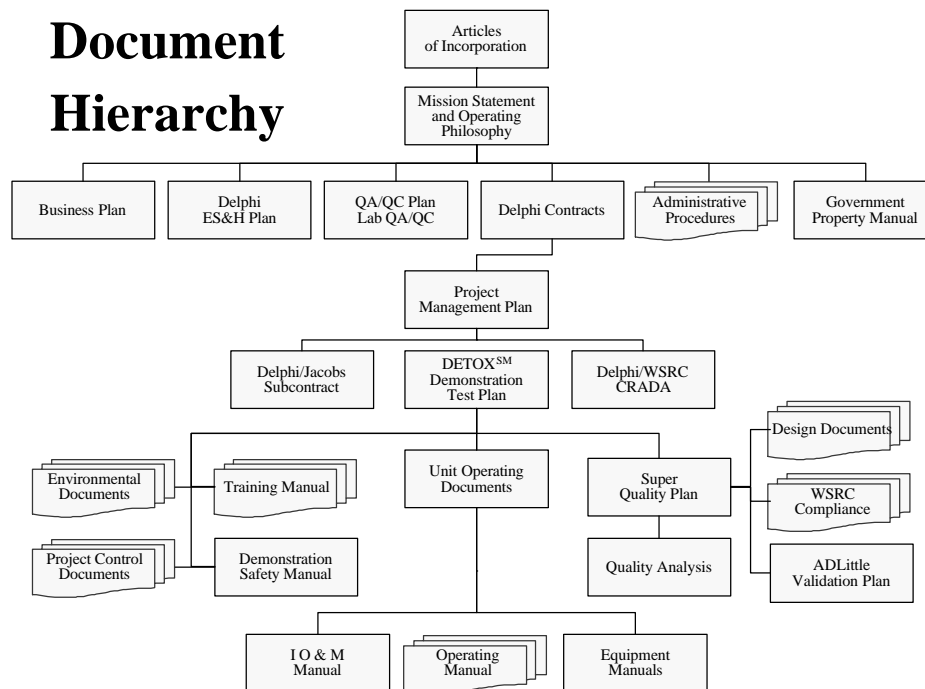 Document
Hierarchy
Articles
of Incorporation
Mission Statement
and Operating
Philosophy
Business Plan
Delphi
ES&H Plan
QA/QC Plan
Lab QA/QC
Delphi Contracts
Administrative
Procedures
Government
Property Manual
Project
Management Plan
Delphi/Jacobs
Subcontract
DETOX℠
Demonstration
Test Plan
Delphi/WSRC
CRADA
Environmental
Documents
Training Manual
Unit Operating
Documents
Super
Quality Plan
Design Documents
WSRC
Compliance
Project Control
Documents
Demonstration
Safety Manual
Quality Analysis
ADLittle
Validation Plan
I O & M
Manual
Operating
Manual
Equipment
Manuals